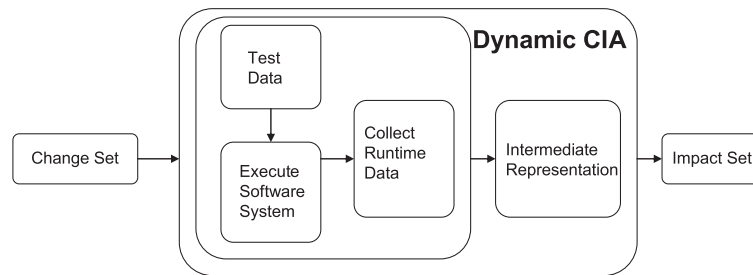 Dynamic CIA
Test
Data
Change Set
Execute
Software
System
Collect
Runtime
Data
Intermediate
Representation
Impact Set